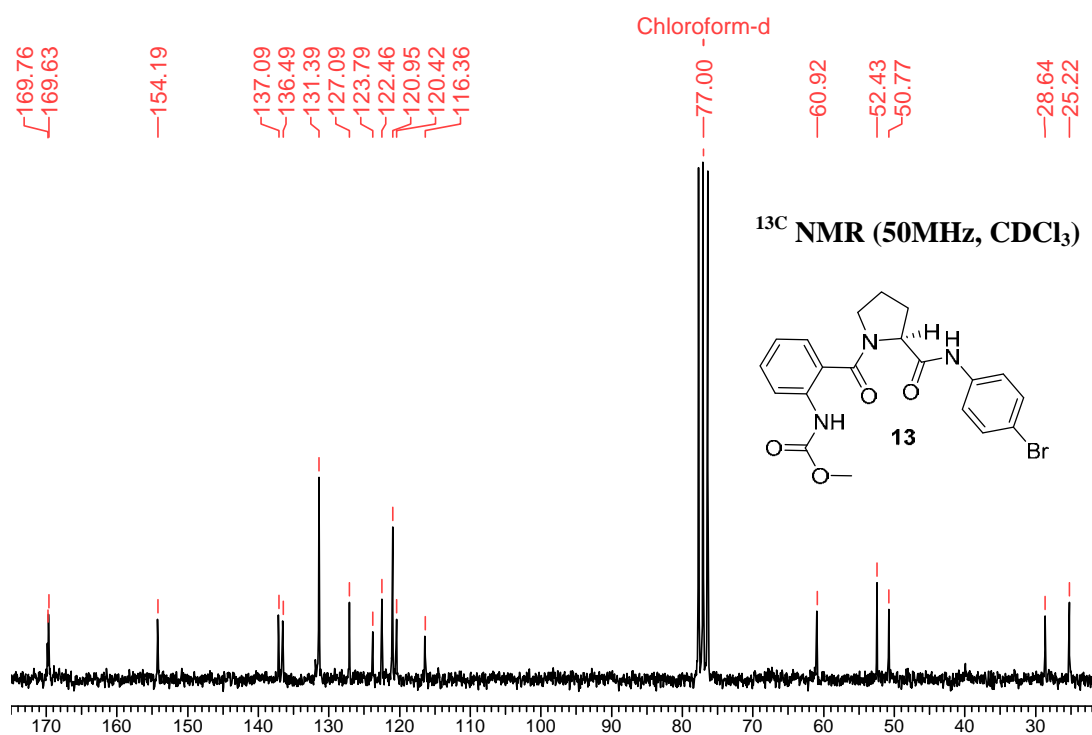 Chloroform-d
169.76
169.63
154.19
137.09
136.49
131.39
127.09
123.79
122.46
120.95
120.42
116.36
77.00
60.92
52.43
50.77
28.64
25.22
13C NMR (50MHz, CDCl3)
H
H
N
N
O
O
NH
13
O
O
Br
170 160 150 140 130 120 110 100 90 80 70 60 50 40 30